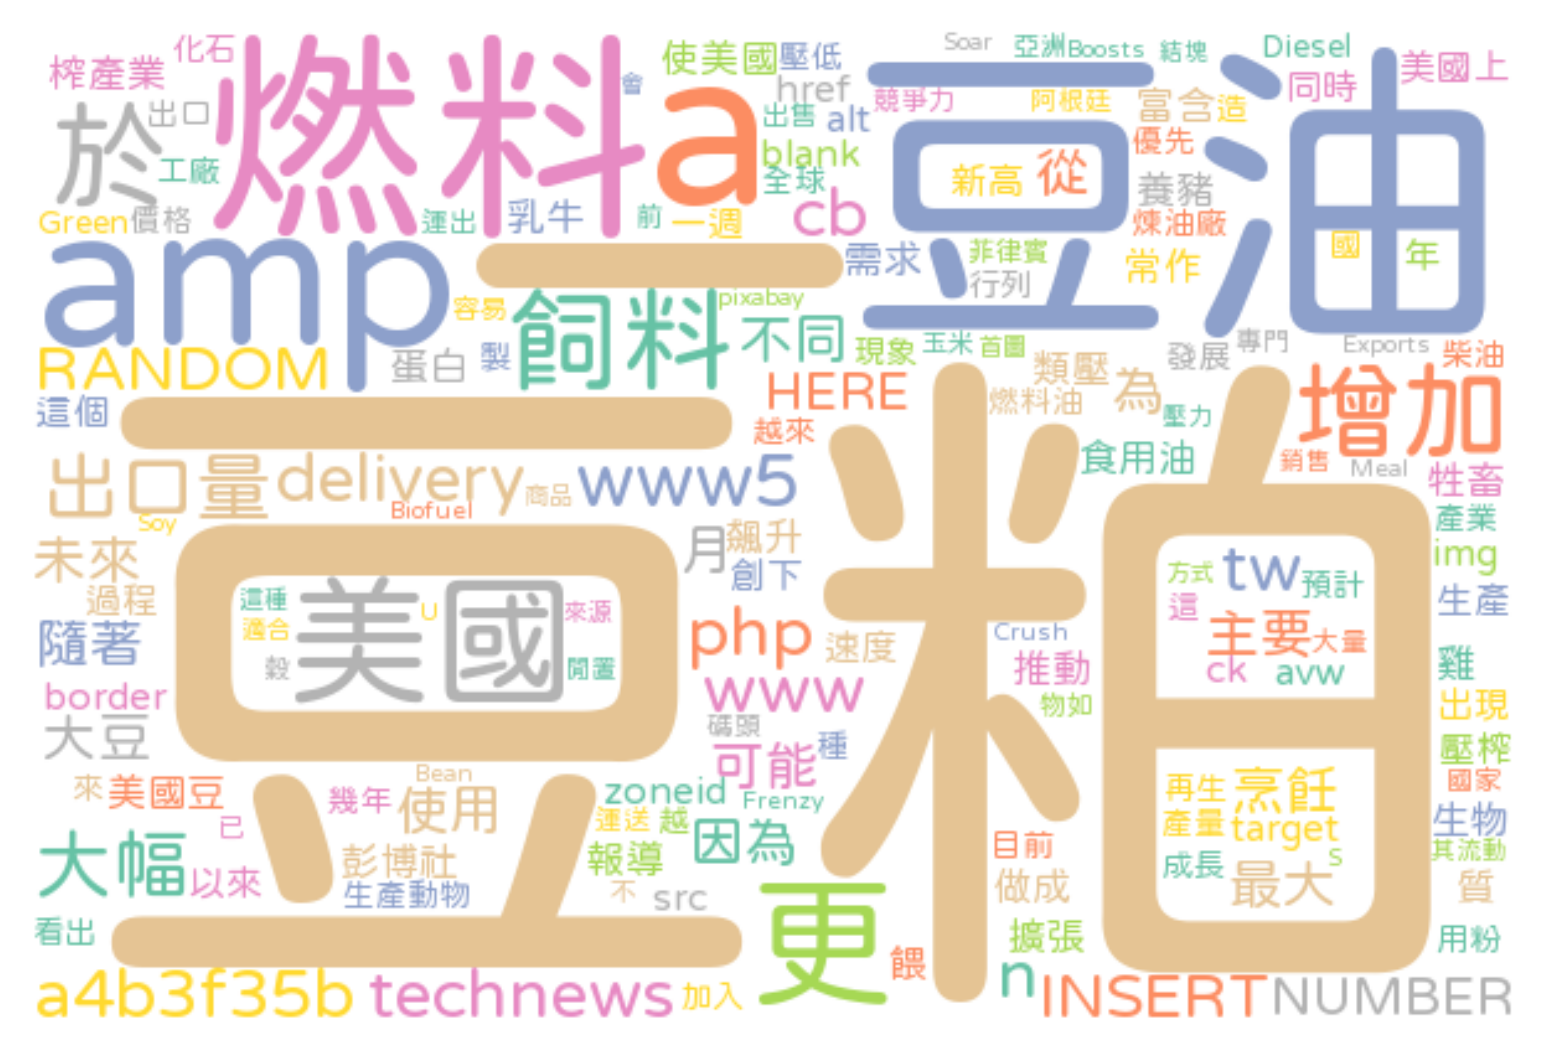 榨產業
化石
燃料
會
使美國
壓低
Soar
亞洲
Boosts
結塊
Diesel
美國上
於
出口
工廠
a
href
出售
alt
blank
全球
競爭力
阿根廷
富含
造
同時
優先
豆油
新高
從
養豬
煉油廠
Green
價格
運出
乳牛
前
一週
cb
需求
菲律賓
行列
常作
國
年
amp
容易
飼料
pixabay
不同
現象
玉米
首圖
發展
專門
Exports
柴油
RANDOM
蛋白
製
HERE
類壓
為
燃料油
壓力
增加
這個
越來
食用油
銷售
Meal
牲畜
出口量
delivery
商品
www5
Soy
Biofuel
產業
未來
月
飆升
創下
img
過程
豆粕
tw
方式
預計
這
生產
隨著
這種
適合
美國
U
來源
穀
閒置
php
速度
Crush
推動
主要
大量
ck
avw
雞
border
www
物如
出現
大豆
碼頭
可能
種
壓榨
來
美國豆
Bean
幾年
使用
zoneid
Frenzy
再生
烹飪
國家
已
運送
越
產量
target
生物
大幅
以來
彭博社
生產動物
報導
因為
目前
成長
s
其流動
不
src
做成
最大
質
看出
更
餵
擴張
用粉
a4b3f35b
technews
加入
n
INSERT
NUMBER